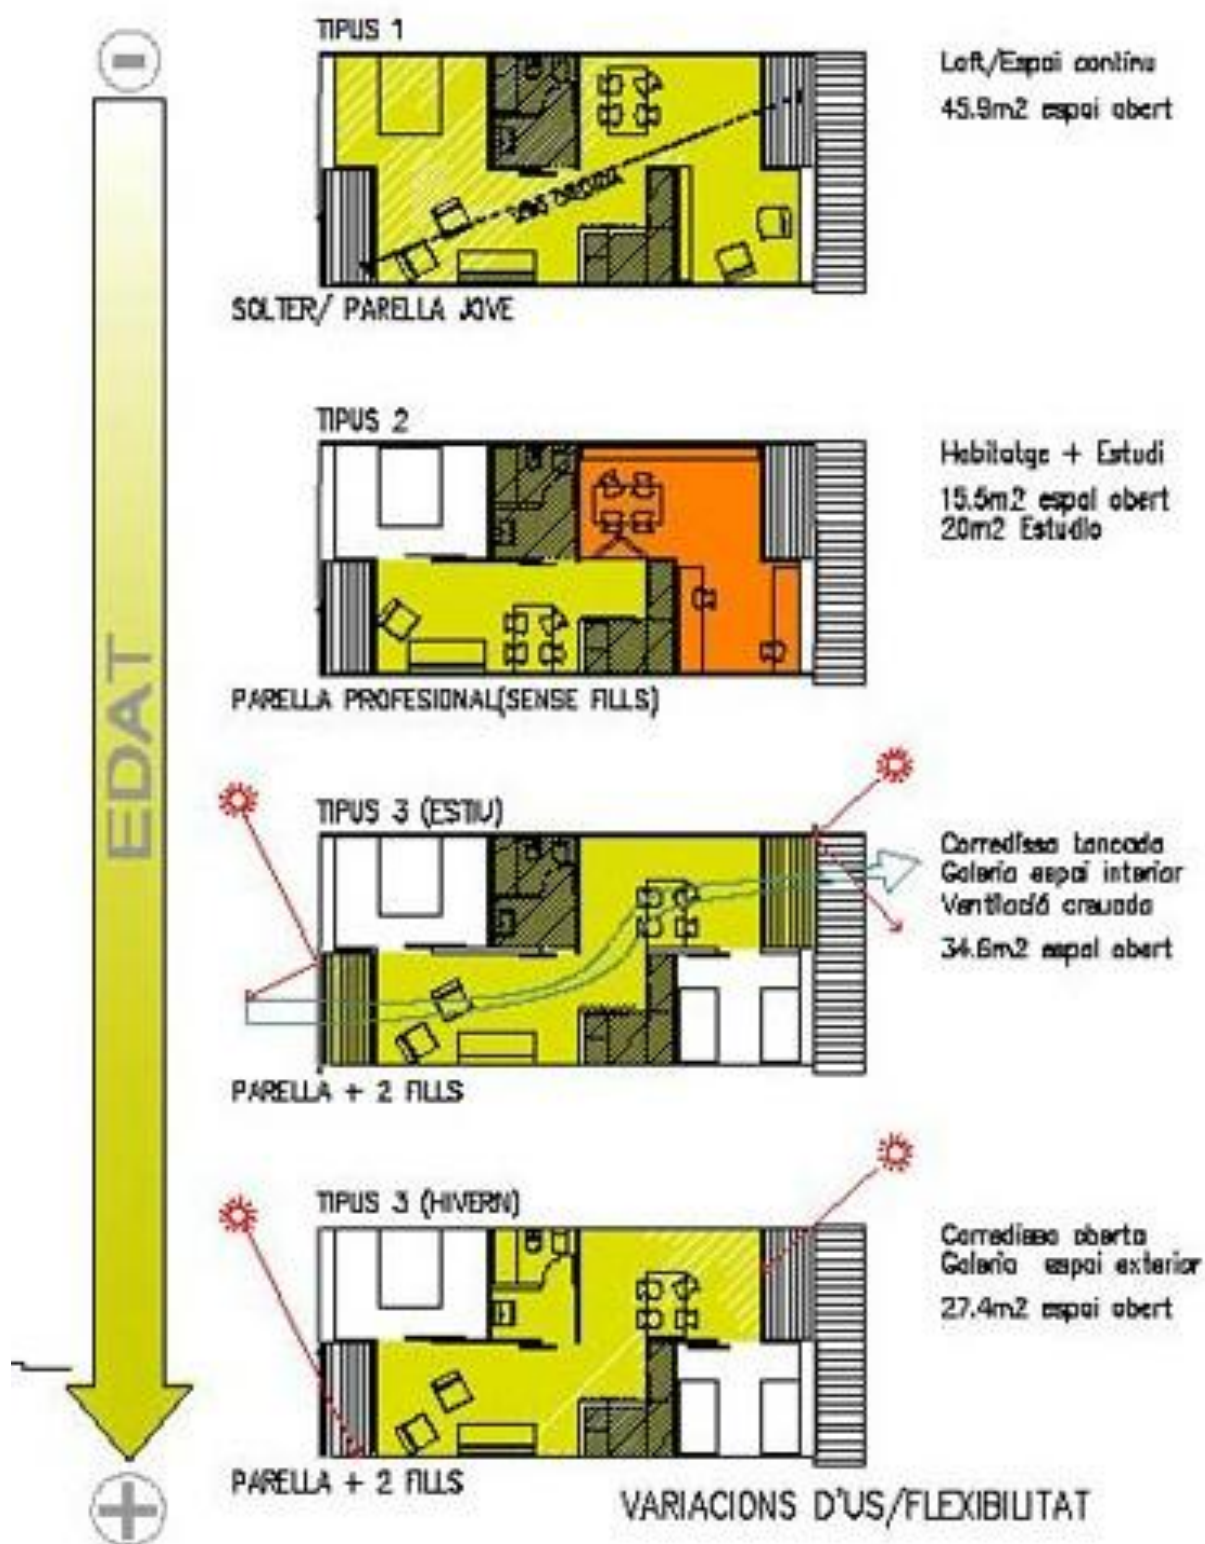 TIPUS 1
Loft/Espai continu
45.9m2 espai obert
VISIO CREUADA
SOLTER/ PARELLA JOVE
TIPUS 2
Habitatge + Estudi
15.5m2 espai obert
20m2 Estudio
PARELLA PROFESIONAL(SENSE FILLS)
EDAT
TIPUS 3 (ESTIU)
Corredissa tancada
Galeria espai interior
Ventilació creuada
34.6m2 espai obert
PARELLA + 2 FILLS
TIPUS 3 (HIVERN)
Corredissa oberta
Galeria espai exterior
27.4m2 espai obert
PARELLA + 2 FILLS
VARIACIONS D'US/FLEXIBILITAT